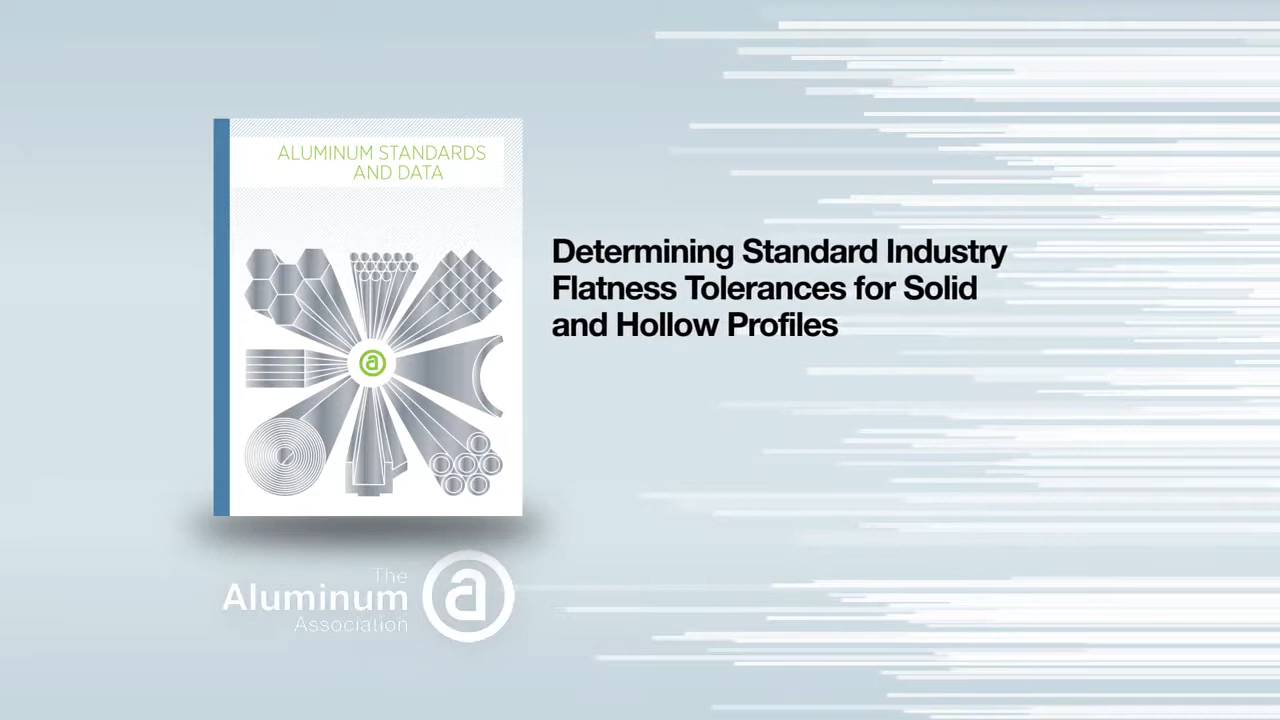 ALUMINUM STANDARDS
AND DATA
Determining Standard Industry
Flatness Tolerances for Solid
and Hollow Profiles
a
The
Aluminum
Association
a